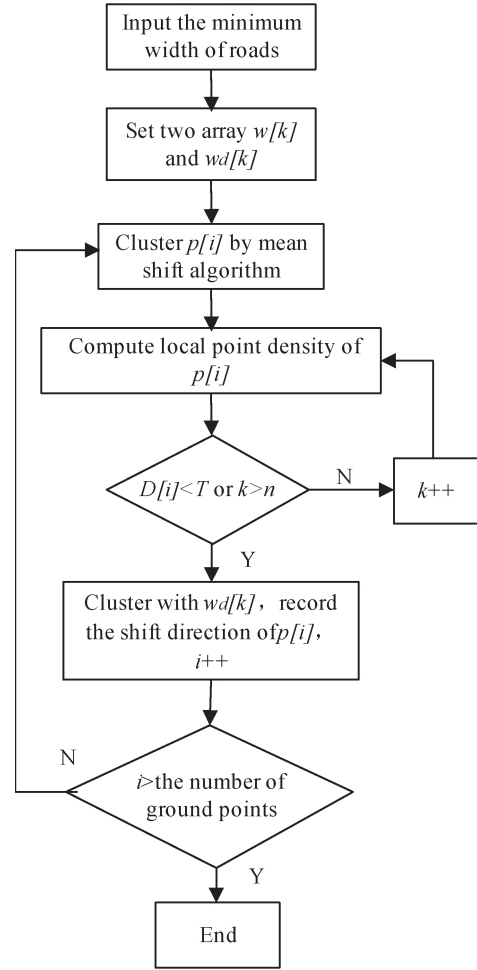 Input the minimum
width of roads
Set two array w[k]
and wd[k]
Cluster p[i] by mean
shift algorithm
Compute local point density of
p[i]
D[i]<T or k>n
N
k++
Y
Cluster with wd[k]，record
the shift direction ofp[i]，
i++
N
i>the number of
ground points
Y
End